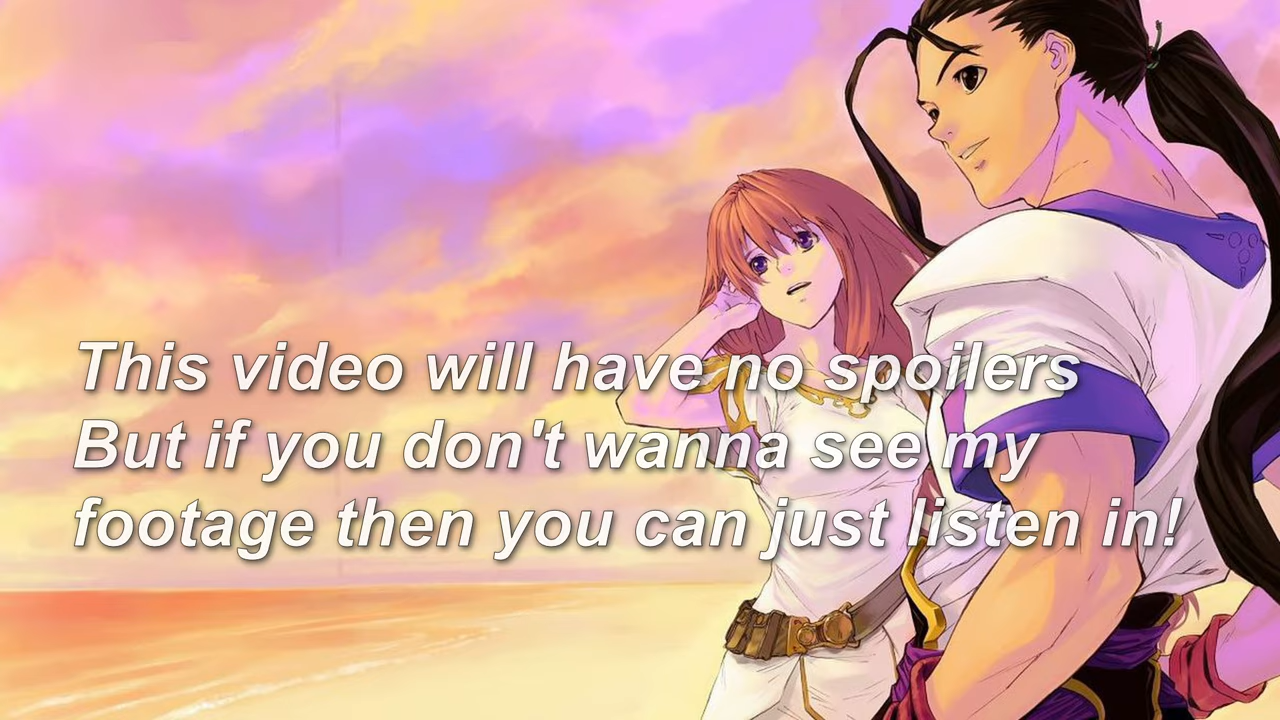 This video will have no spoilers
But if you don't wanna see my
footage then you can just listen in!